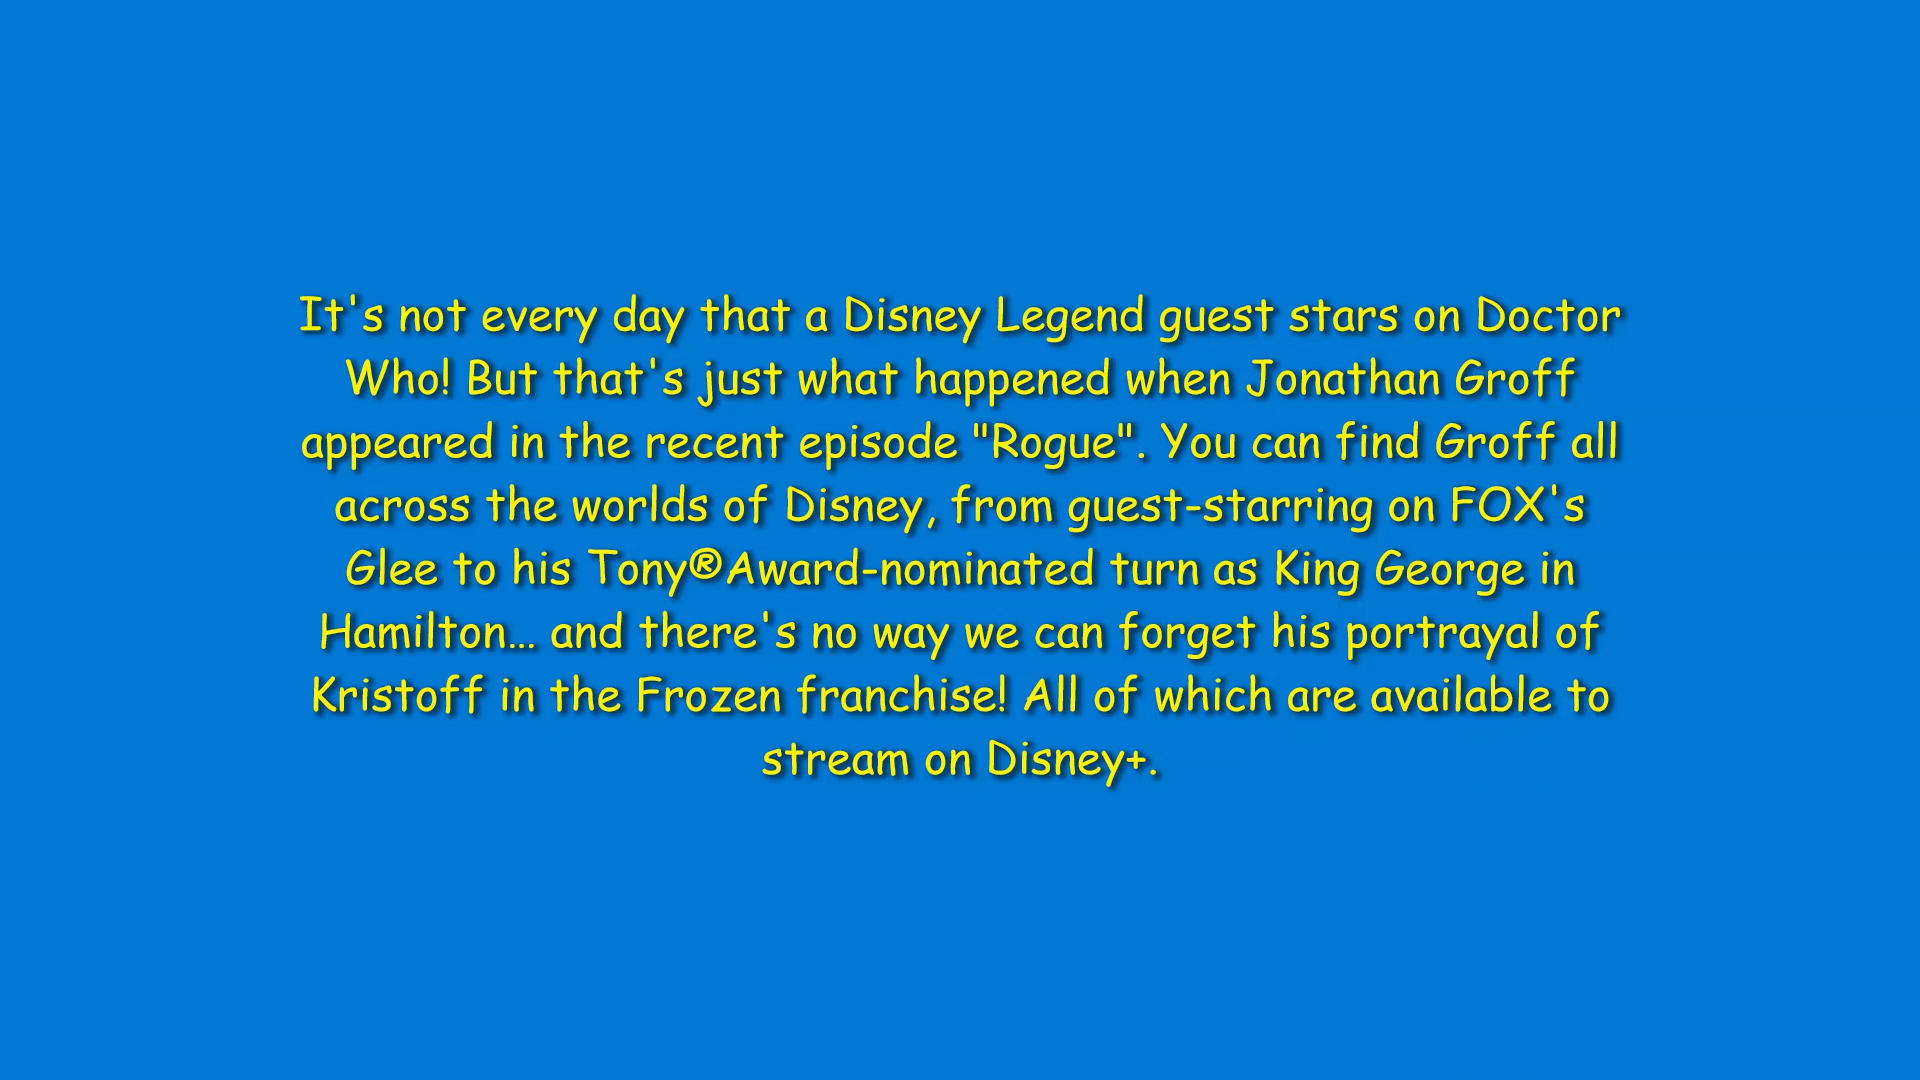 It's not every day that a Disney Legend guest stars on Doctor
Who! But that's just what happened when Jonathan Groff
appeared in the recent episode "Rogue". You can find Groff all
across the worlds of Disney, from guest-starring on FOX's
Glee to his Tony®Award-nominated turn as King George in
Hamilton… and there's no way we can forget his portrayal of
Kristoff in the Frozen franchise! All of which are available to
stream on Disney+.